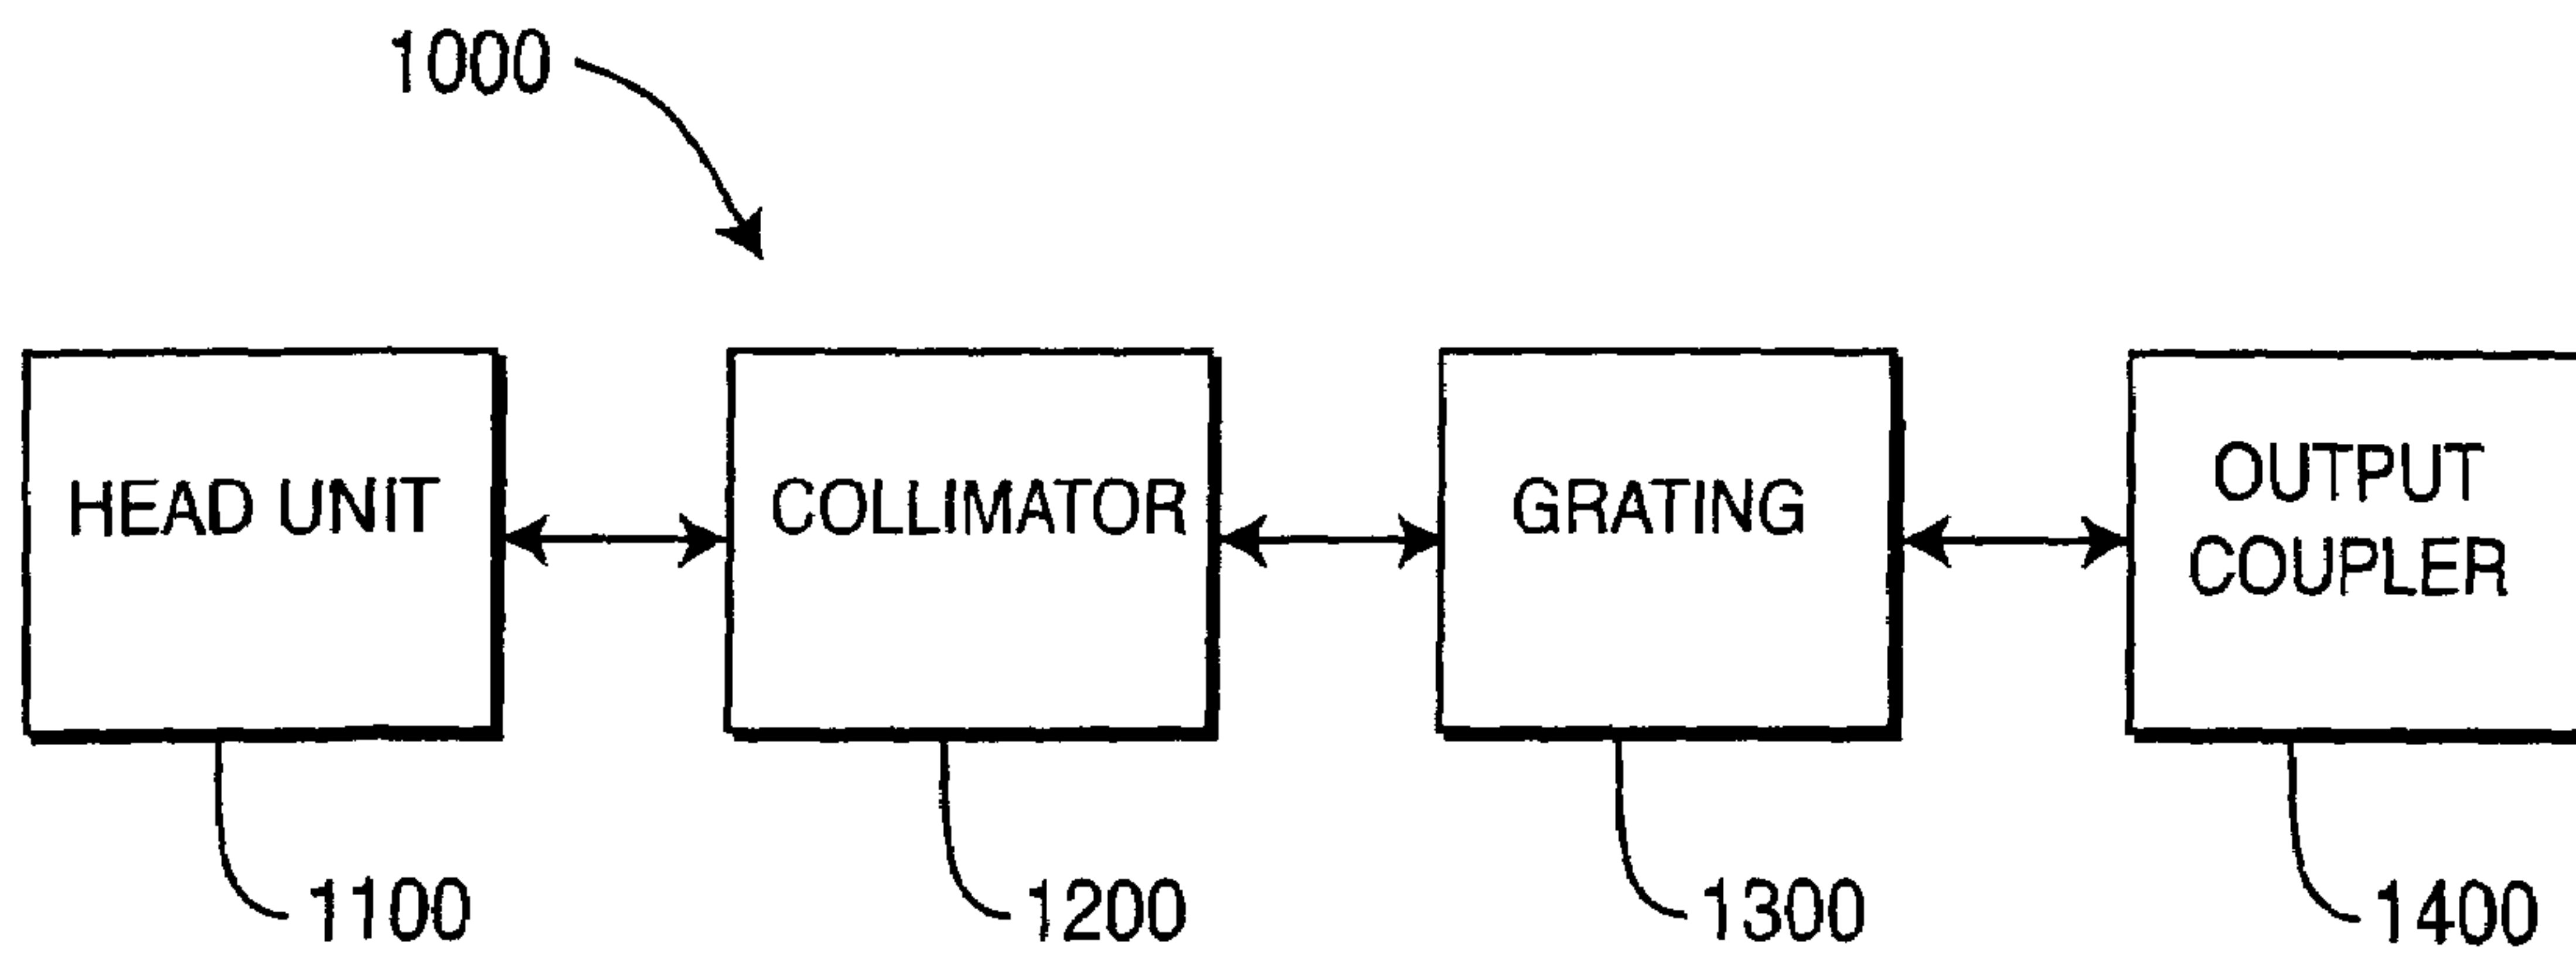 1000
HEAD UNIT
COLLIMATOR
GRATING
OUTPUT
COUPLER
1100
1200
1300
1400